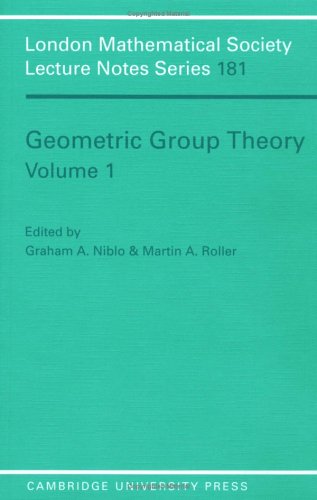 London Mathematical Society
Lecture Notes Series 181
Geometric Group Theory
Volume 1
Edited by
Graham A. Niblo & Martin A. Roller
CAMBRIDGE UNIVERSITY PRESS